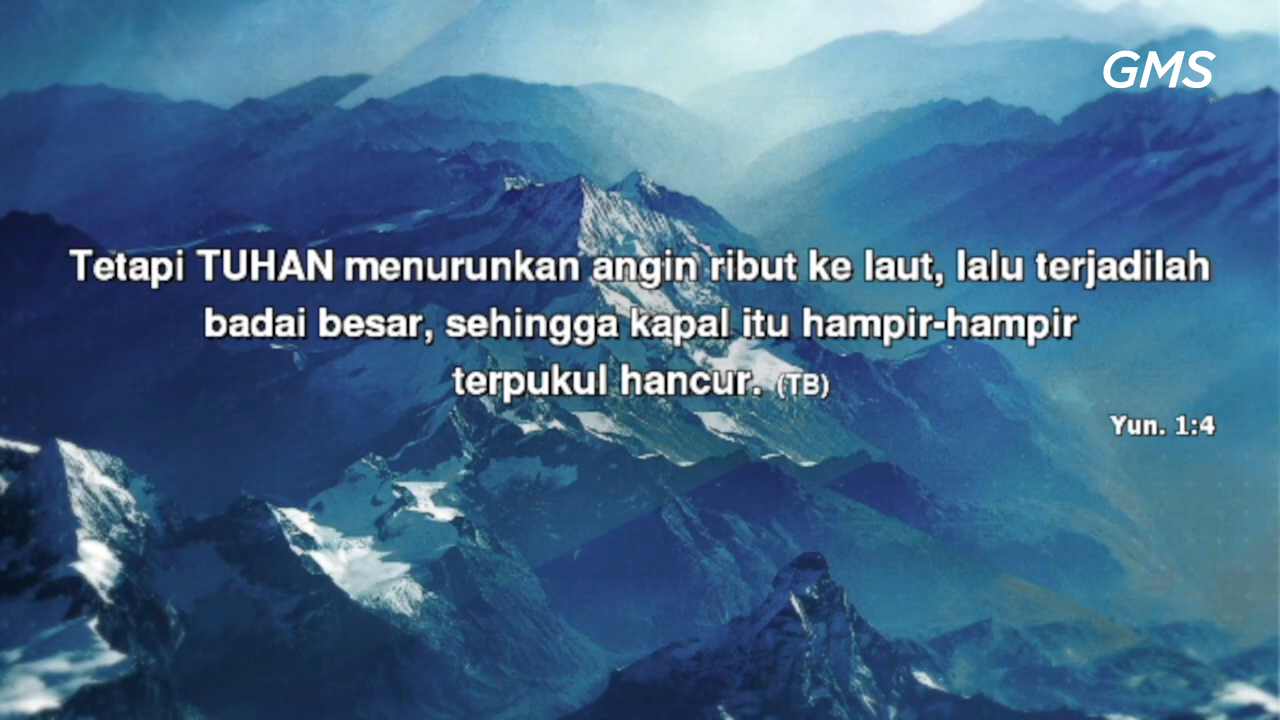 GMS
Tetapi TUHAN menurunkan angin ribut ke laut, lalu terjadilah
badai besar, sehingga kapal itu hampir-hampir
terpukul hancur. (TB)
Yun. 1:4